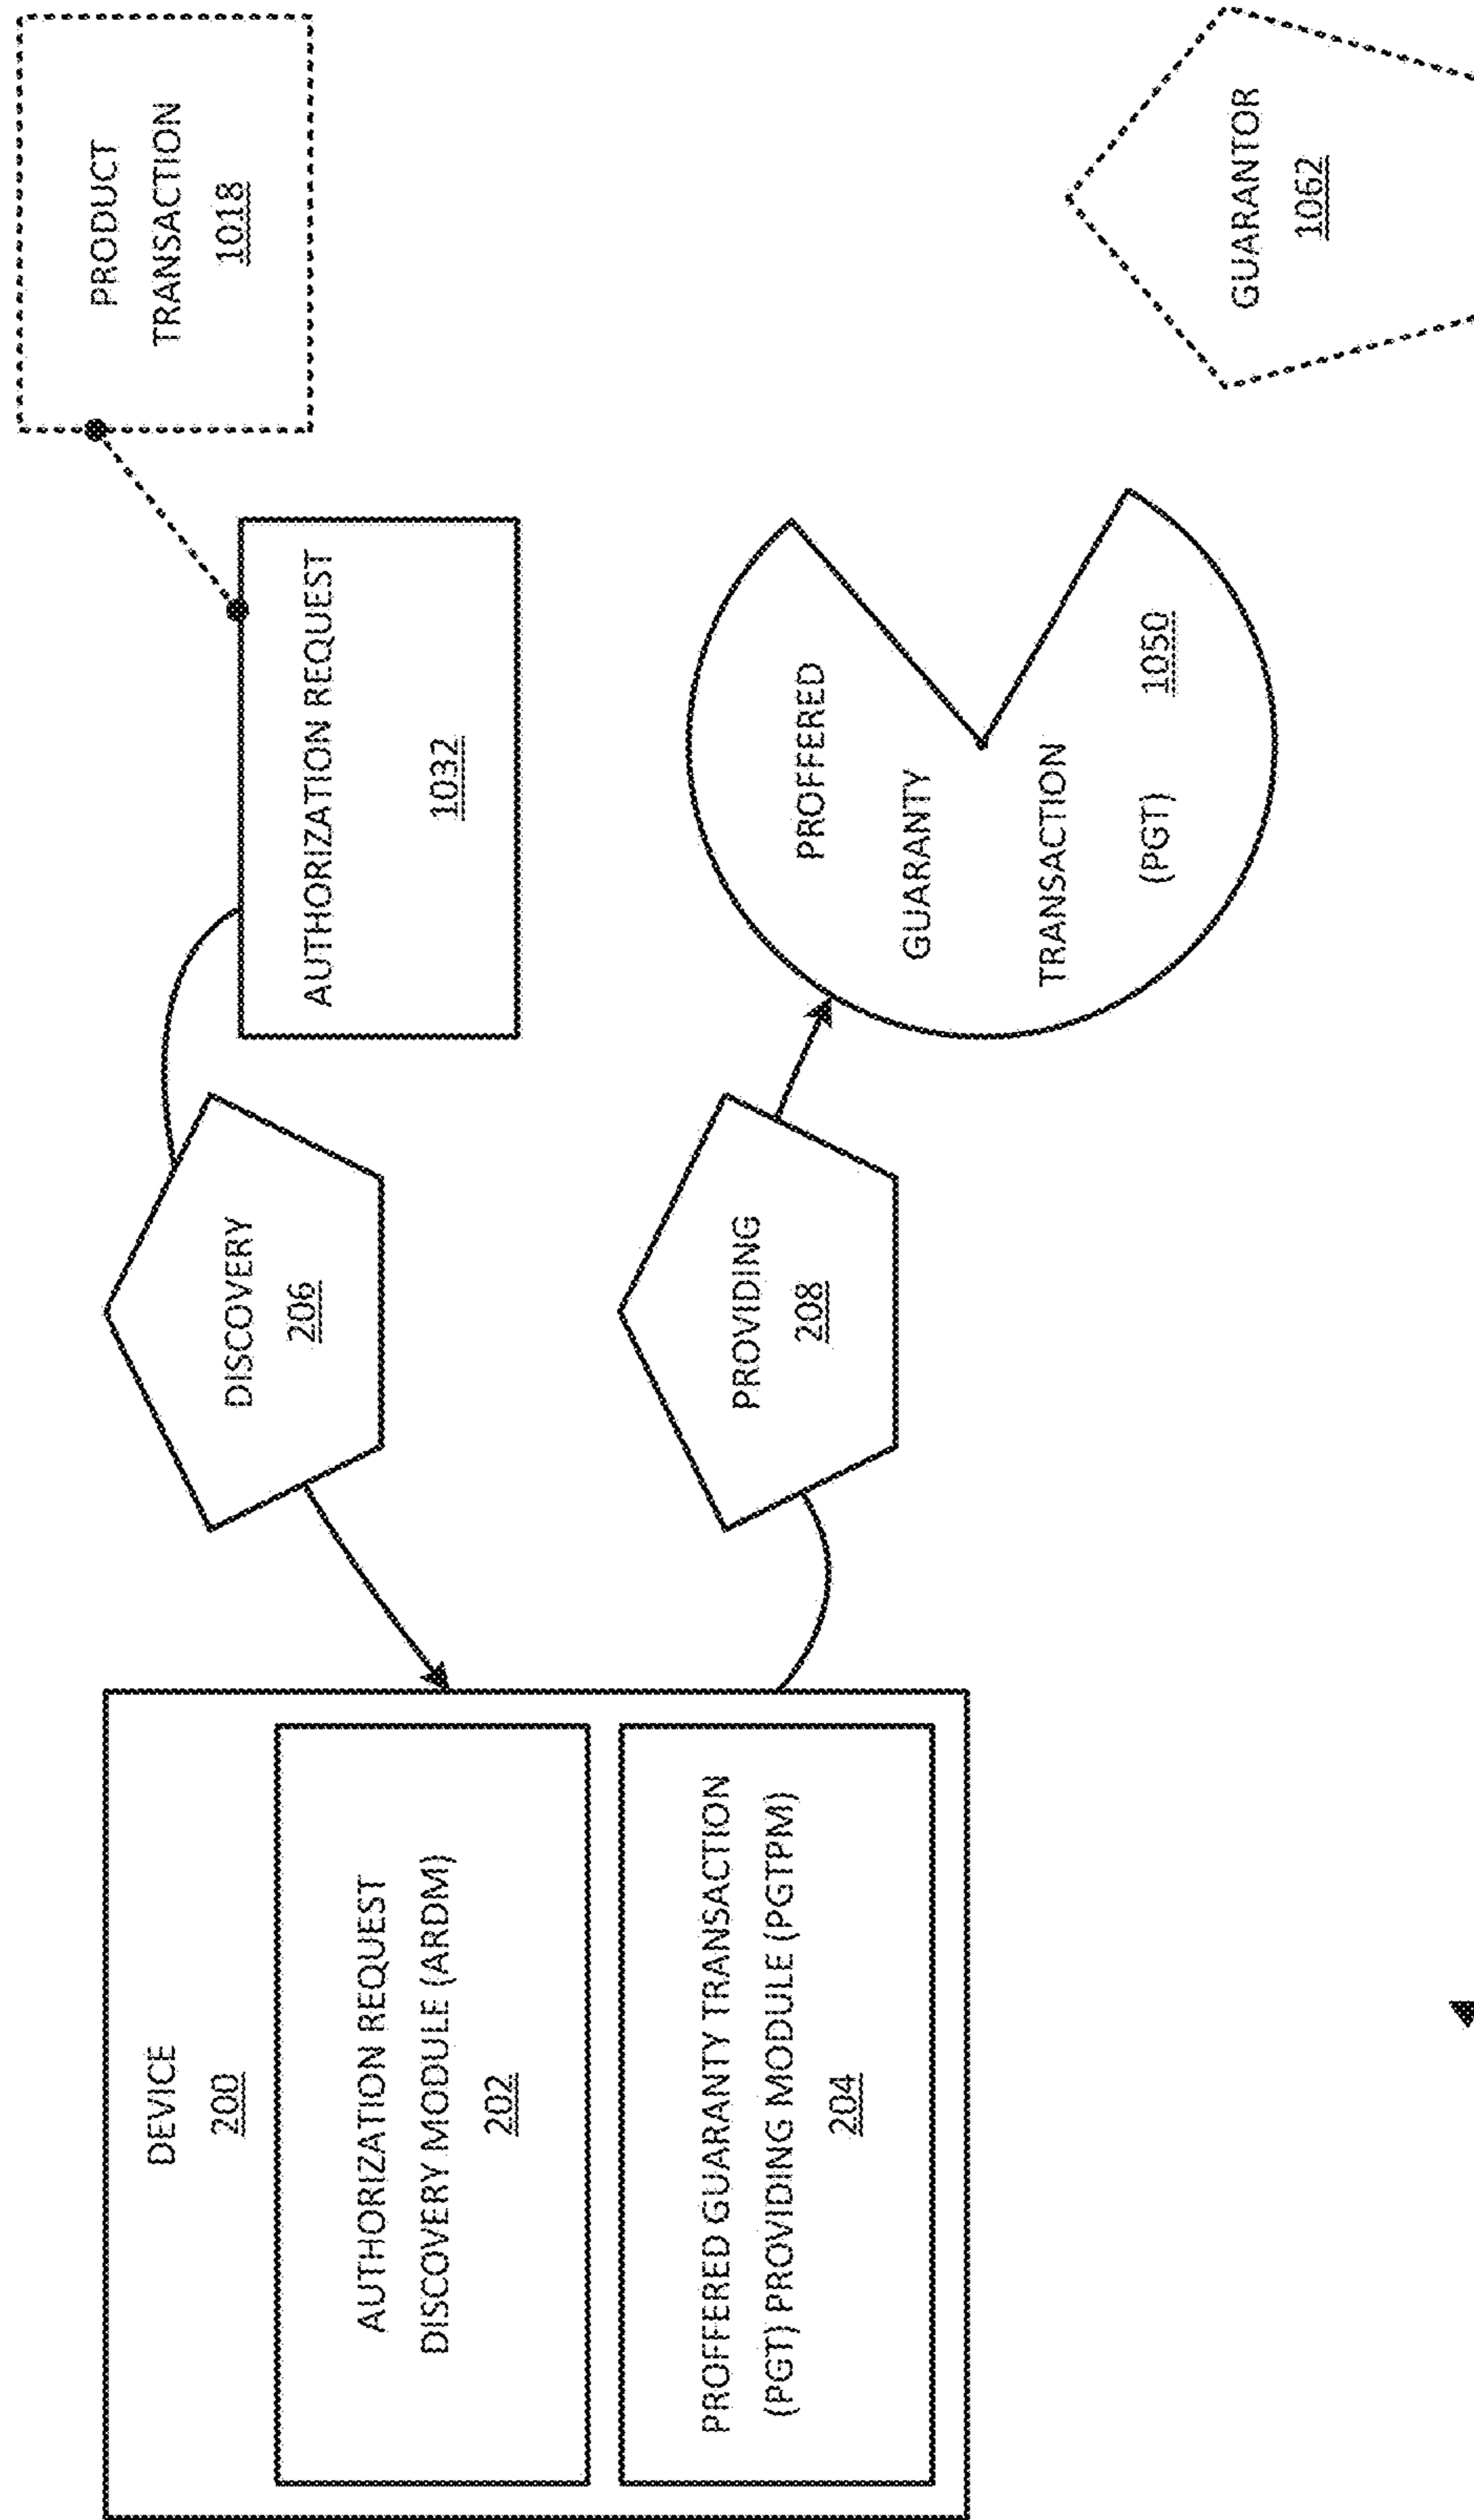 DEVICE
200
AUTHORIZATION REQUEST
DISCOVERY MODULE (ARDM)
202
PROFFERED GUARANTY TRANSACTION
(PGT) PROVIDING MODULE (PGTPM)
204
DISCOVERY
206
PROVIDING
208
AUTHORIZATION REQUEST
1032
PROFFERED
GUARANTY
TRANSACTION
(PGT) 1050
PRODUCT
TRANSACTION
1018
GUARANTOR
1062